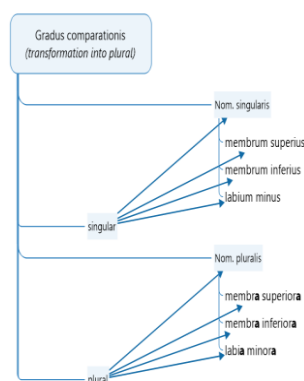 Gradus comparationis
(transformation into plural)
Nom. singularis
membrum superius
membrum inferius
labium minus
singular
Nom. pluralis
membra superiora
membra inferiora
labia minora
plural